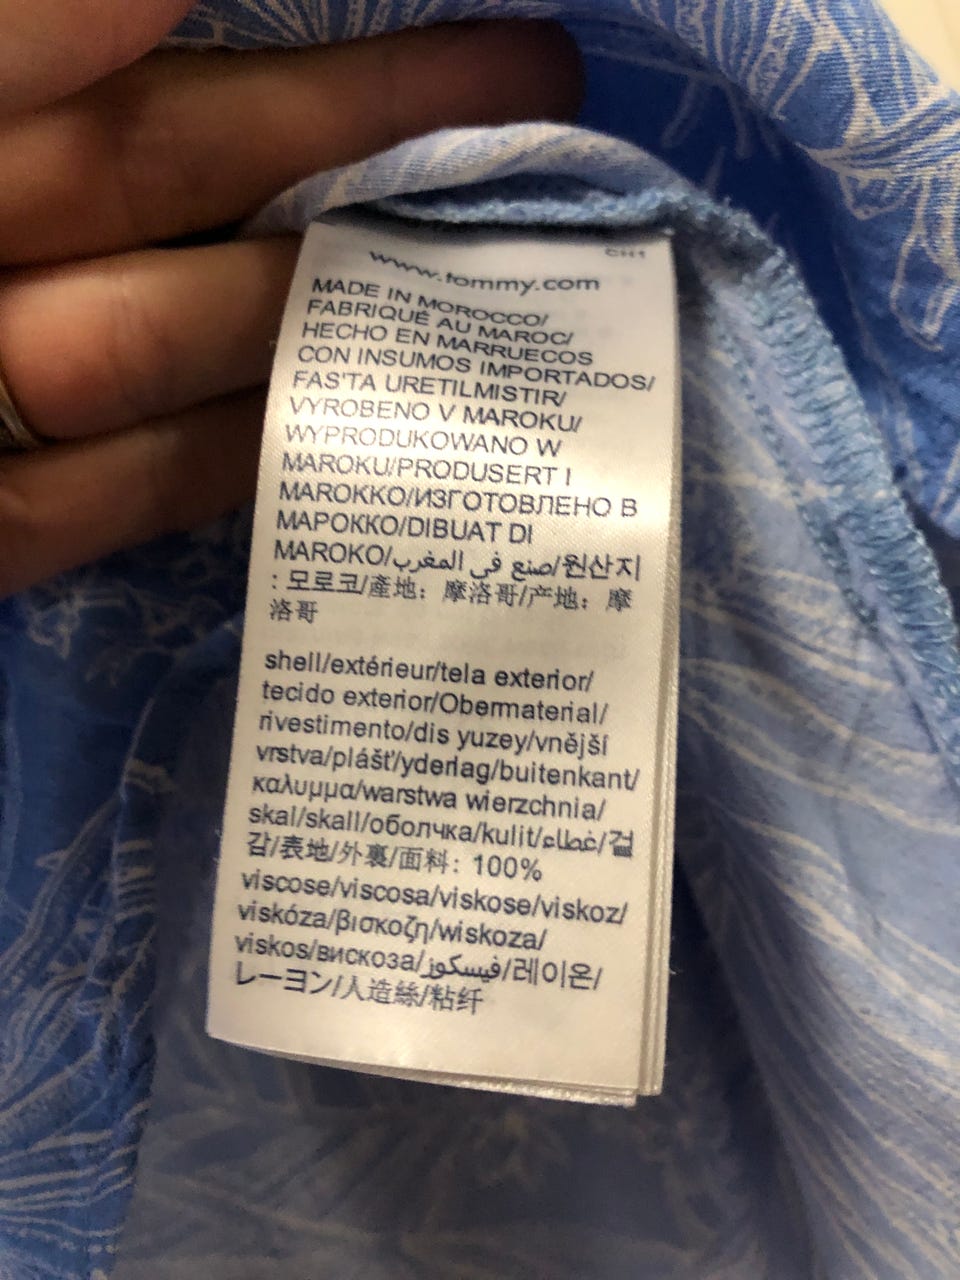 CH1
www.tommy.com
MADE IN MOROCCO/
FABRIQUÉ AU MAROC/
HECHO EN MARRUECOS
CON INSUMOS IMPORTADOS/
FAS'TA URETILMISTIR/
VYROBENO V MAROKU/
WYPRODUKOWANO W
MAROKU/PRODUSERT I
MAROKKO/ИЗГОТОВЛЕНО В
МАРОККО/DIBUAT DI
MAROKO/صنع في المغرب/원산지
: 모로코/產地：摩洛哥/产地：摩
洛哥
shell/extérieur/tela exterior/
tecido exterior/Obermaterial/
rivestimento/dis yuzey/vnější
vrstva/plášť/yderlag/buitenkant/
καλυμμα/warstwa wierzchnia/
skal/skall/оболчка/kulit/غطاء/겉
감/表地/外裏/面料：100%
viscose/viscosa/viskose/viskoz/
viskóza/βισκοζη/wiskoza/
viskos/вискоза/فيسكوز/레이온/
レーヨン/人造絲/粘纤